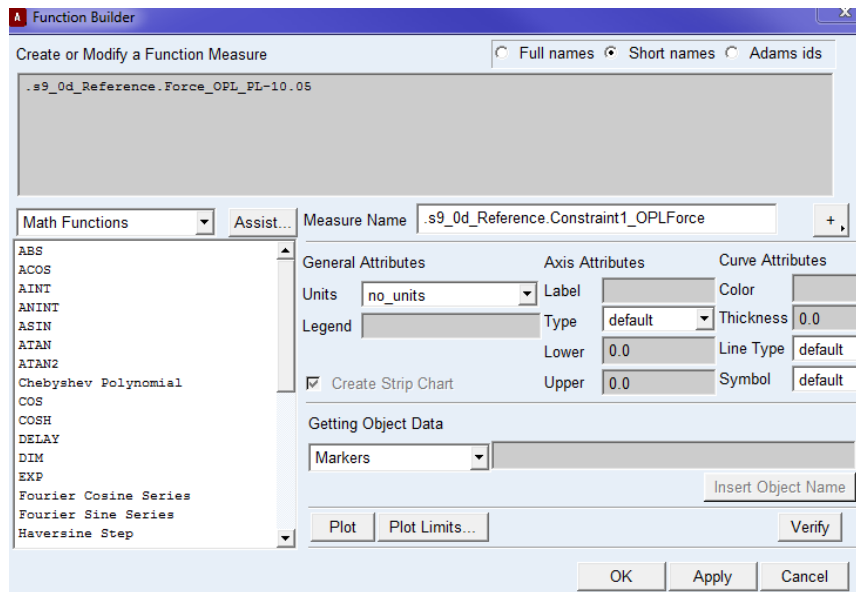 Function Builder
Create or Modify a Function Measure
Full names Short names Adams ids
.s9_0d_Reference.Force_OPL_PL-10.05
Math Functions Assist... Measure Name .s9_0d_Reference.Constraint1_OPLForce +
ABS
ACOS
AINT
ANINT
ASIN
ATAN
ATAN2
Chebyshev Polynomial
COS
COSH
DELAY
DIM
EXP
Fourier Cosine Series
Fourier Sine Series
Haversine Step
General Attributes
Units no_units
Legend
Create Strip Chart
Axis Attributes
Label
Type default
Lower 0.0
Upper 0.0
Curve Attributes
Color
Thickness 0.0
Line Type default
Symbol default
Getting Object Data
Markers
Insert Object Name
Plot Plot Limits... Verify
OK Apply Cancel